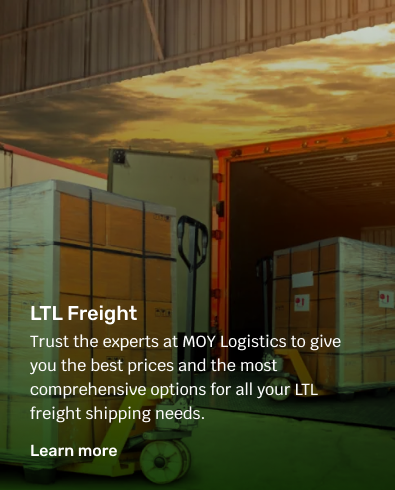 LTL Freight
Trust the experts at MOY Logistics to give
you the best prices and the most
comprehensive options for all your LTL
freight shipping needs.
Learn more